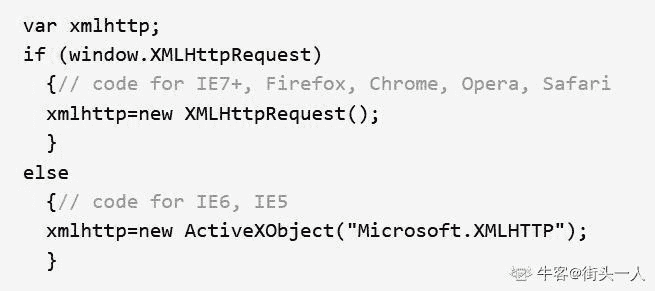 var xmlhttp;
if (window.XMLHttpRequest)
  {// code for IE7+, Firefox, Chrome, Opera, Safari
  xmlhttp=new XMLHttpRequest();
  }
else
  {// code for IE6, IE5
  xmlhttp=new ActiveXObject("Microsoft.XMLHTTP");
  }
牛客@街头一人